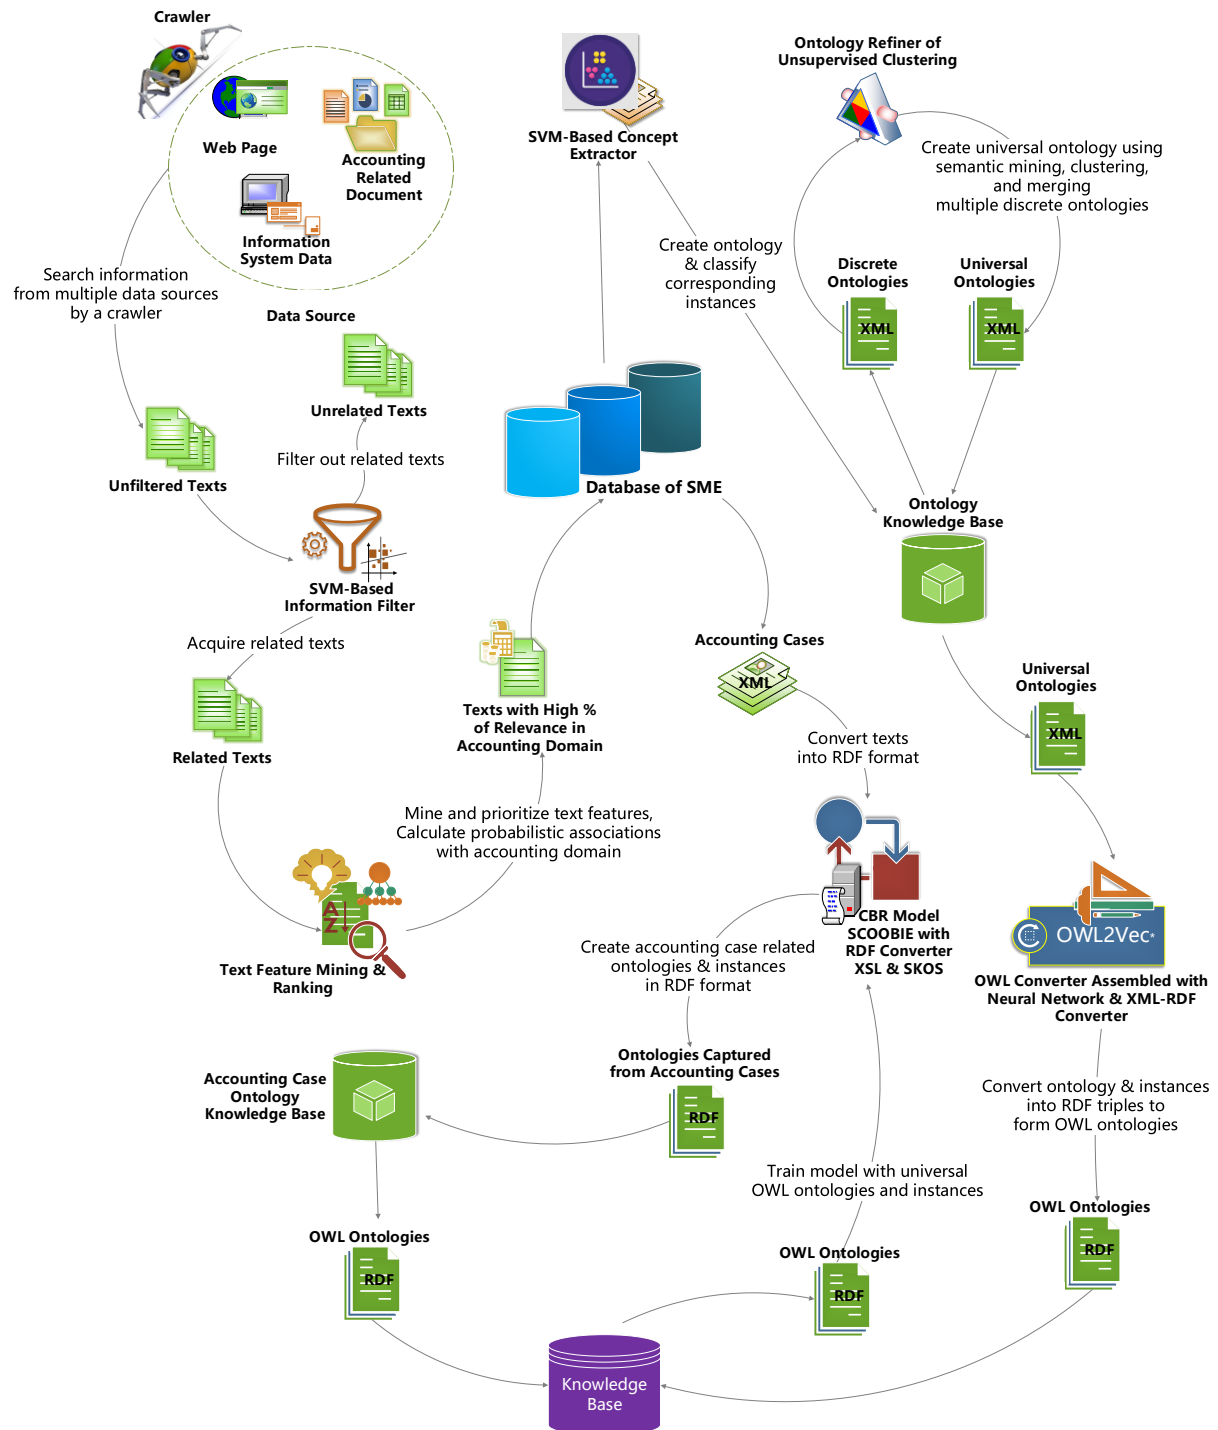 Crawler
Web Page
Accounting
Related
Document
Information
System Data
Data Source
Search information
from multiple data sources
by a crawler
Unfiltered Texts
Unrelated Texts
Filter out related texts
SVM-Based
Information Filter
Acquire related texts
Related Texts
A
Z
Text Feature Mining &
Ranking
Mine and prioritize text features,
Calculate probabilistic associations
with accounting domain
Texts with High %
of Relevance in
Accounting Domain
Database of SME
SVM-Based Concept
Extractor
Create ontology
& classify
corresponding
instances
Ontology Refiner of
Unsupervised Clustering
Create universal ontology using
semantic mining, clustering,
and merging
multiple discrete ontologies
Discrete
Ontologies
XML
Universal
Ontologies
XML
Ontology
Knowledge Base
Accounting Cases
XML
Convert texts
into RDF format
Universal
Ontologies
XML
CBR Model
SCOOBIE with
RDF Converter
XSL & SKOS
OWL2Vec*
OWL Converter Assembled with
Neural Network & XML-RDF
Converter
Create accounting case related
ontologies & instances
in RDF format
Ontologies Captured
from Accounting Cases
RDF
Accounting Case
Ontology
Knowledge Base
Convert ontology & instances
into RDF triples to
form OWL ontologies
Train model with universal
OWL ontologies and instances
OWL Ontologies
RDF
OWL Ontologies
RDF
OWL Ontologies
RDF
Knowledge
Base